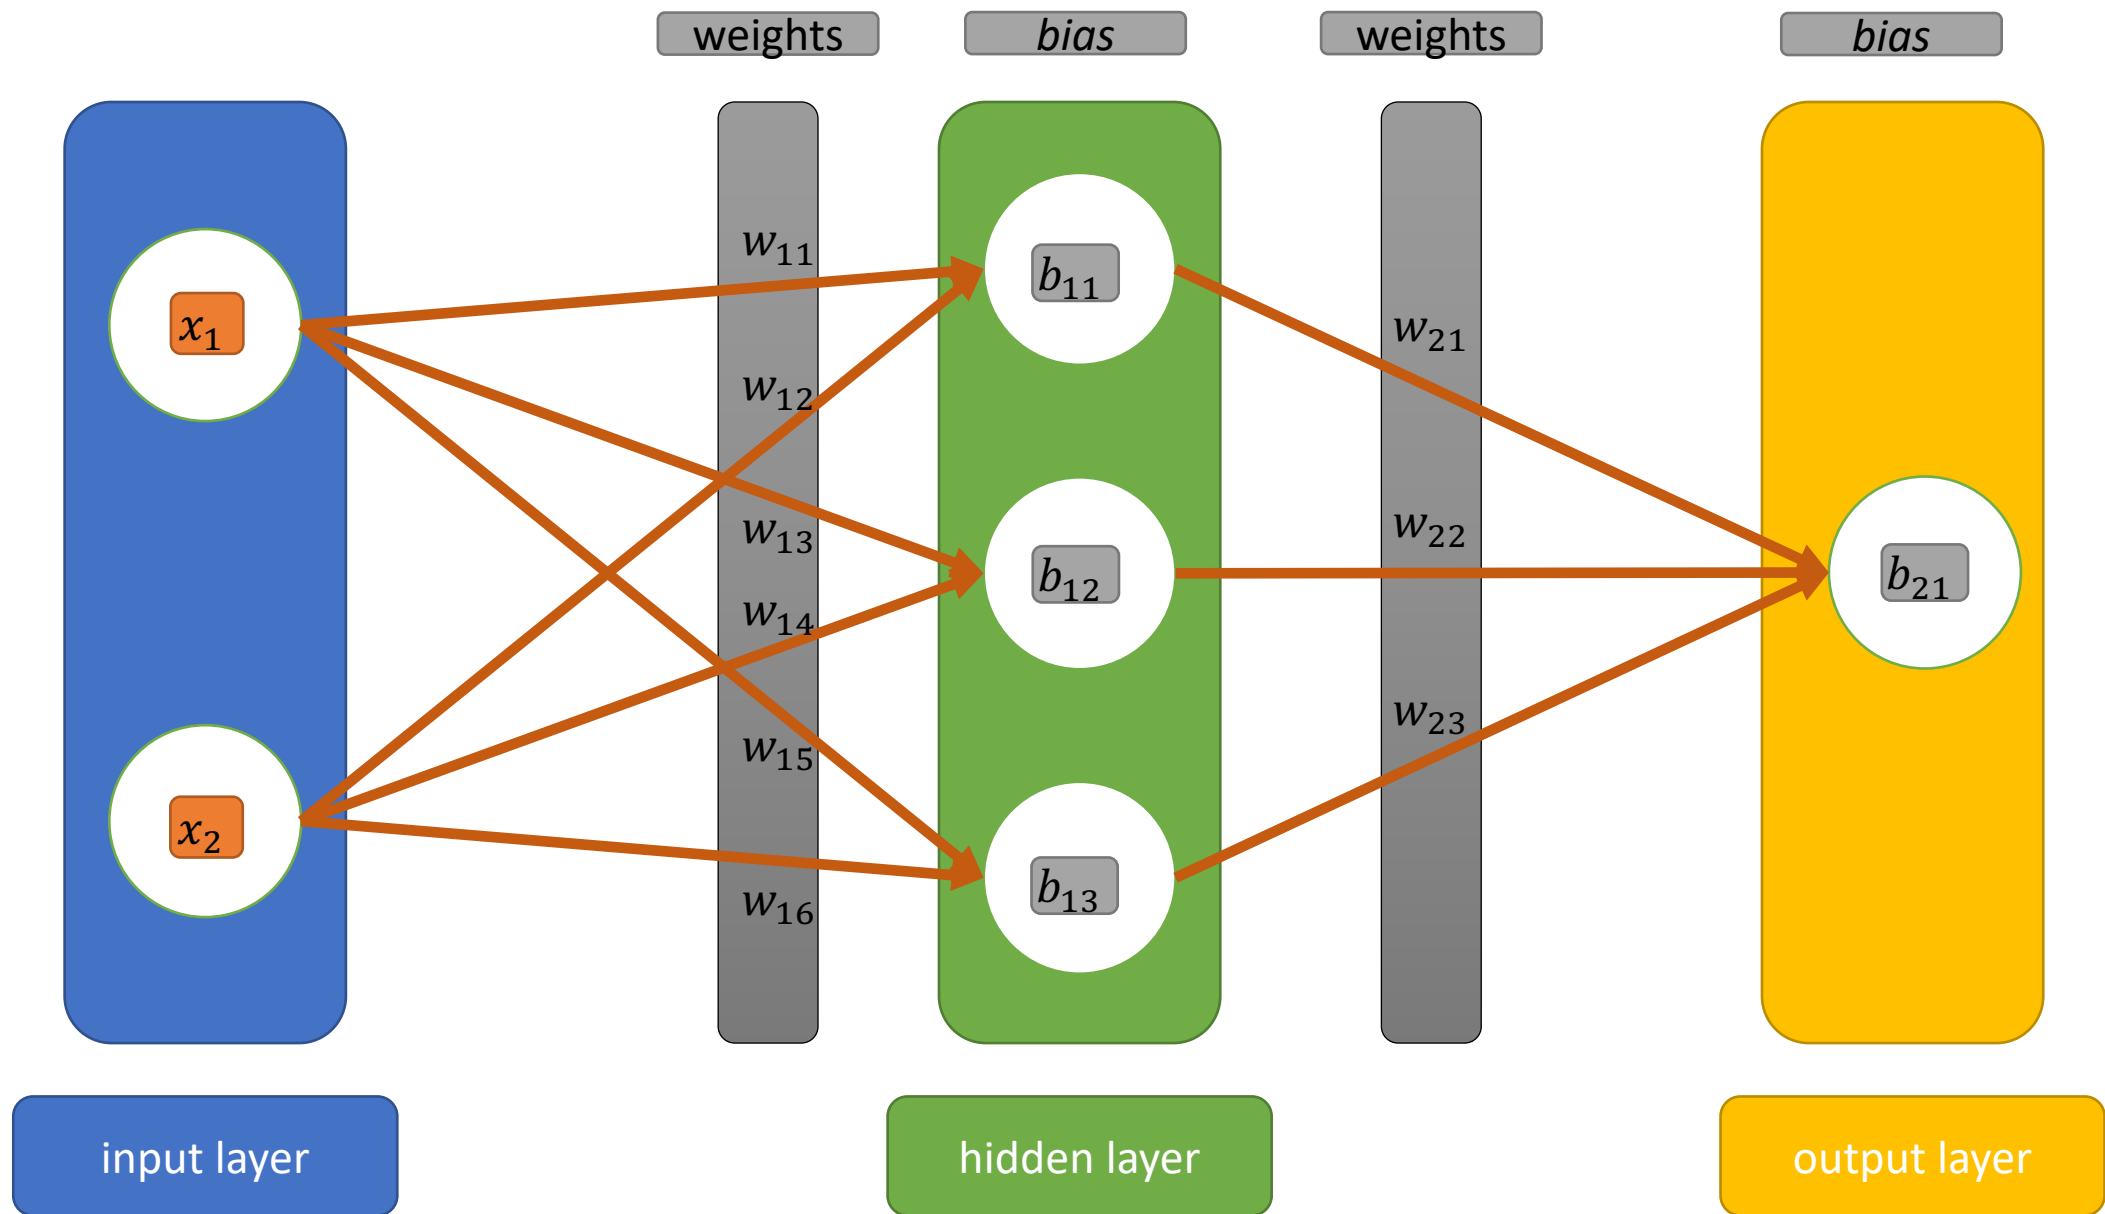 weights
bias
weights
bias
x₁
x₂
w₁₁
w₁₂
w₁₃
w₁₄
w₁₅
w₁₆
b₁₁
b₁₂
b₁₃
w₂₁
w₂₂
w₂₃
b₂₁
input layer
hidden layer
output layer